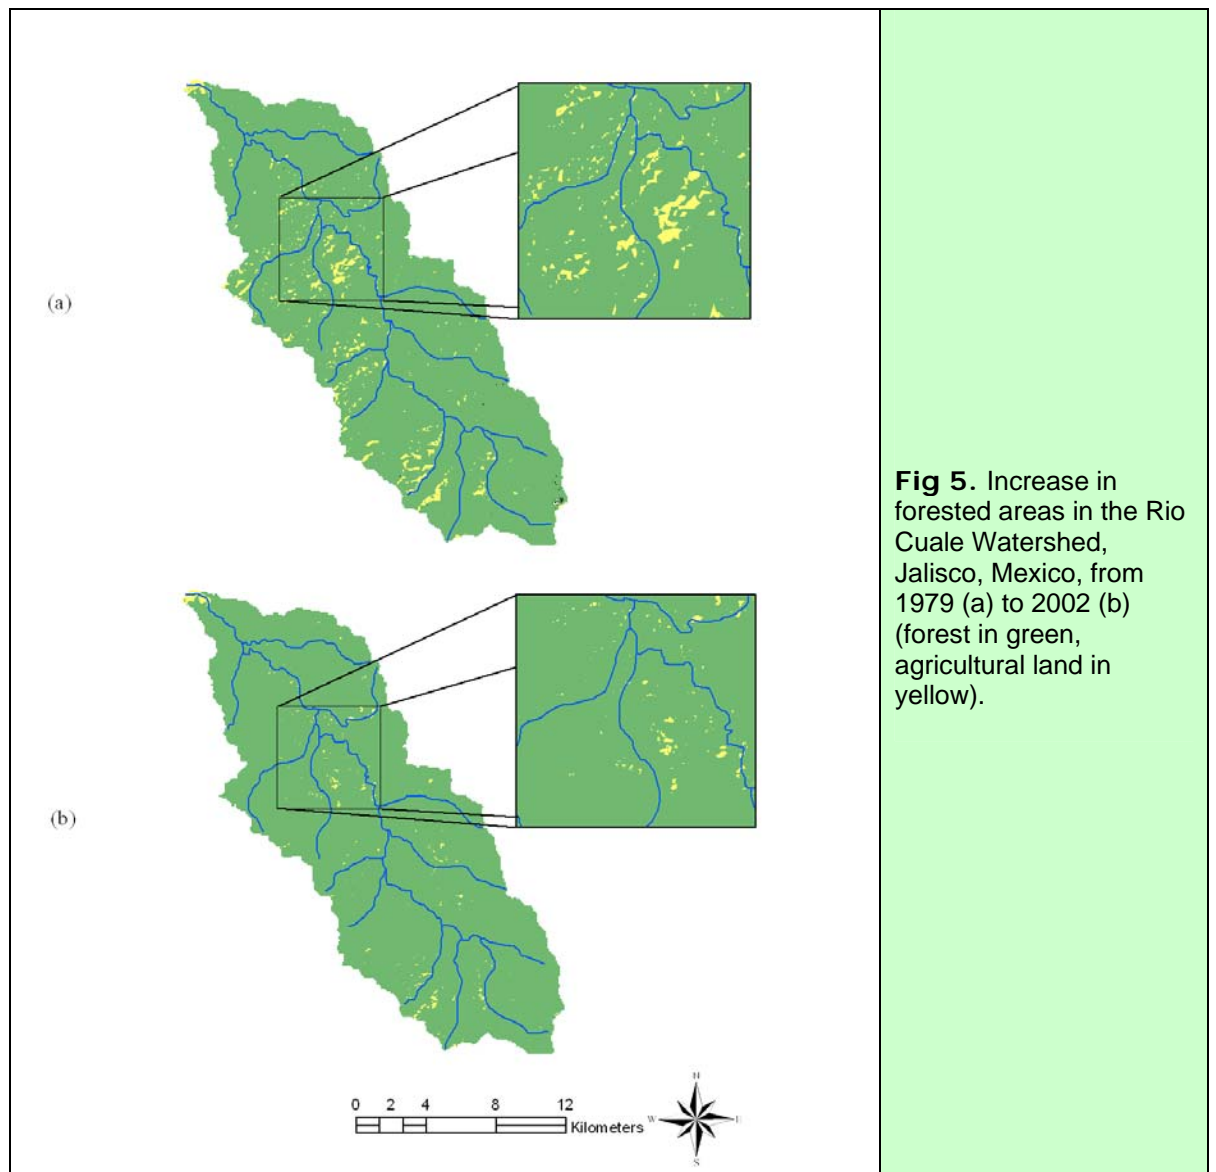 (a)
(b)
Fig 5. Increase in
forested areas in the Rio
Cuale Watershed,
Jalisco, Mexico, from
1979 (a) to 2002 (b)
(forest in green,
agricultural land in
yellow).
0 2 4 8 12
Kilometers
N
W E
S